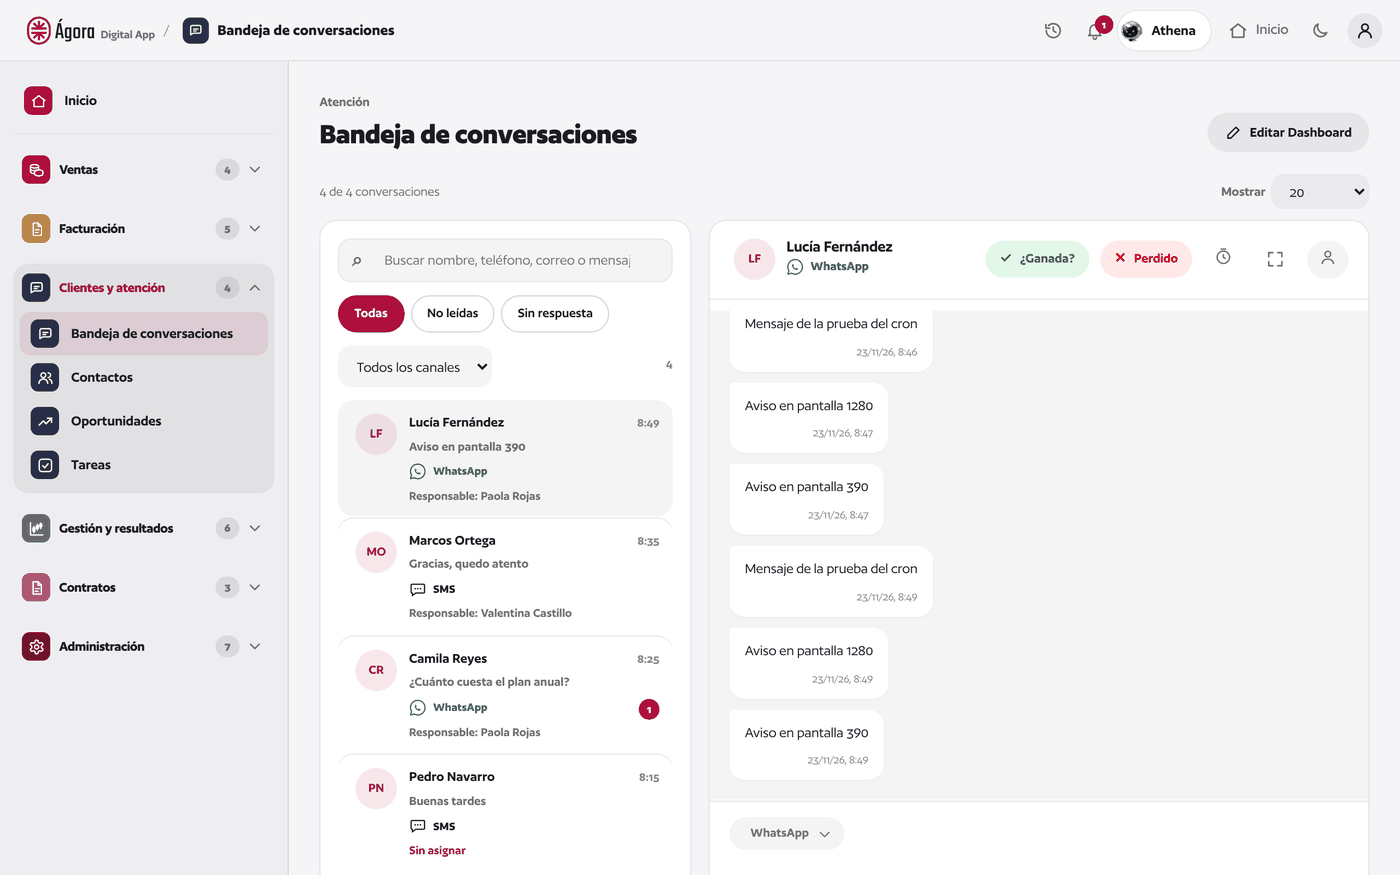 Ágora Digital App / Bandeja de conversaciones
1
Athena
Inicio
Inicio
Ventas 4
Facturación 5
Clientes y atención 4
Bandeja de conversaciones
Contactos
Oportunidades
Tareas
Gestión y resultados 6
Contratos 3
Administración 7
Atención
Bandeja de conversaciones
Editar Dashboard
4 de 4 conversaciones
Mostrar 20
Buscar nombre, teléfono, correo o mensaj
Todas No leídas Sin respuesta
Todos los canales 4
LF Lucía Fernández 8:49
Aviso en pantalla 390
WhatsApp
Responsable: Paola Rojas
MO Marcos Ortega 8:35
Gracias, quedo atento
SMS
Responsable: Valentina Castillo
CR Camila Reyes 8:25
¿Cuánto cuesta el plan anual?
WhatsApp 1
Responsable: Paola Rojas
PN Pedro Navarro 8:15
Buenas tardes
SMS
Sin asignar
LF Lucía Fernández
WhatsApp
¿Ganada? Perdido
Mensaje de la prueba del cron
23/11/26, 8:46
Aviso en pantalla 1280
23/11/26, 8:47
Aviso en pantalla 390
23/11/26, 8:47
Mensaje de la prueba del cron
23/11/26, 8:49
Aviso en pantalla 1280
23/11/26, 8:49
Aviso en pantalla 390
23/11/26, 8:49
WhatsApp